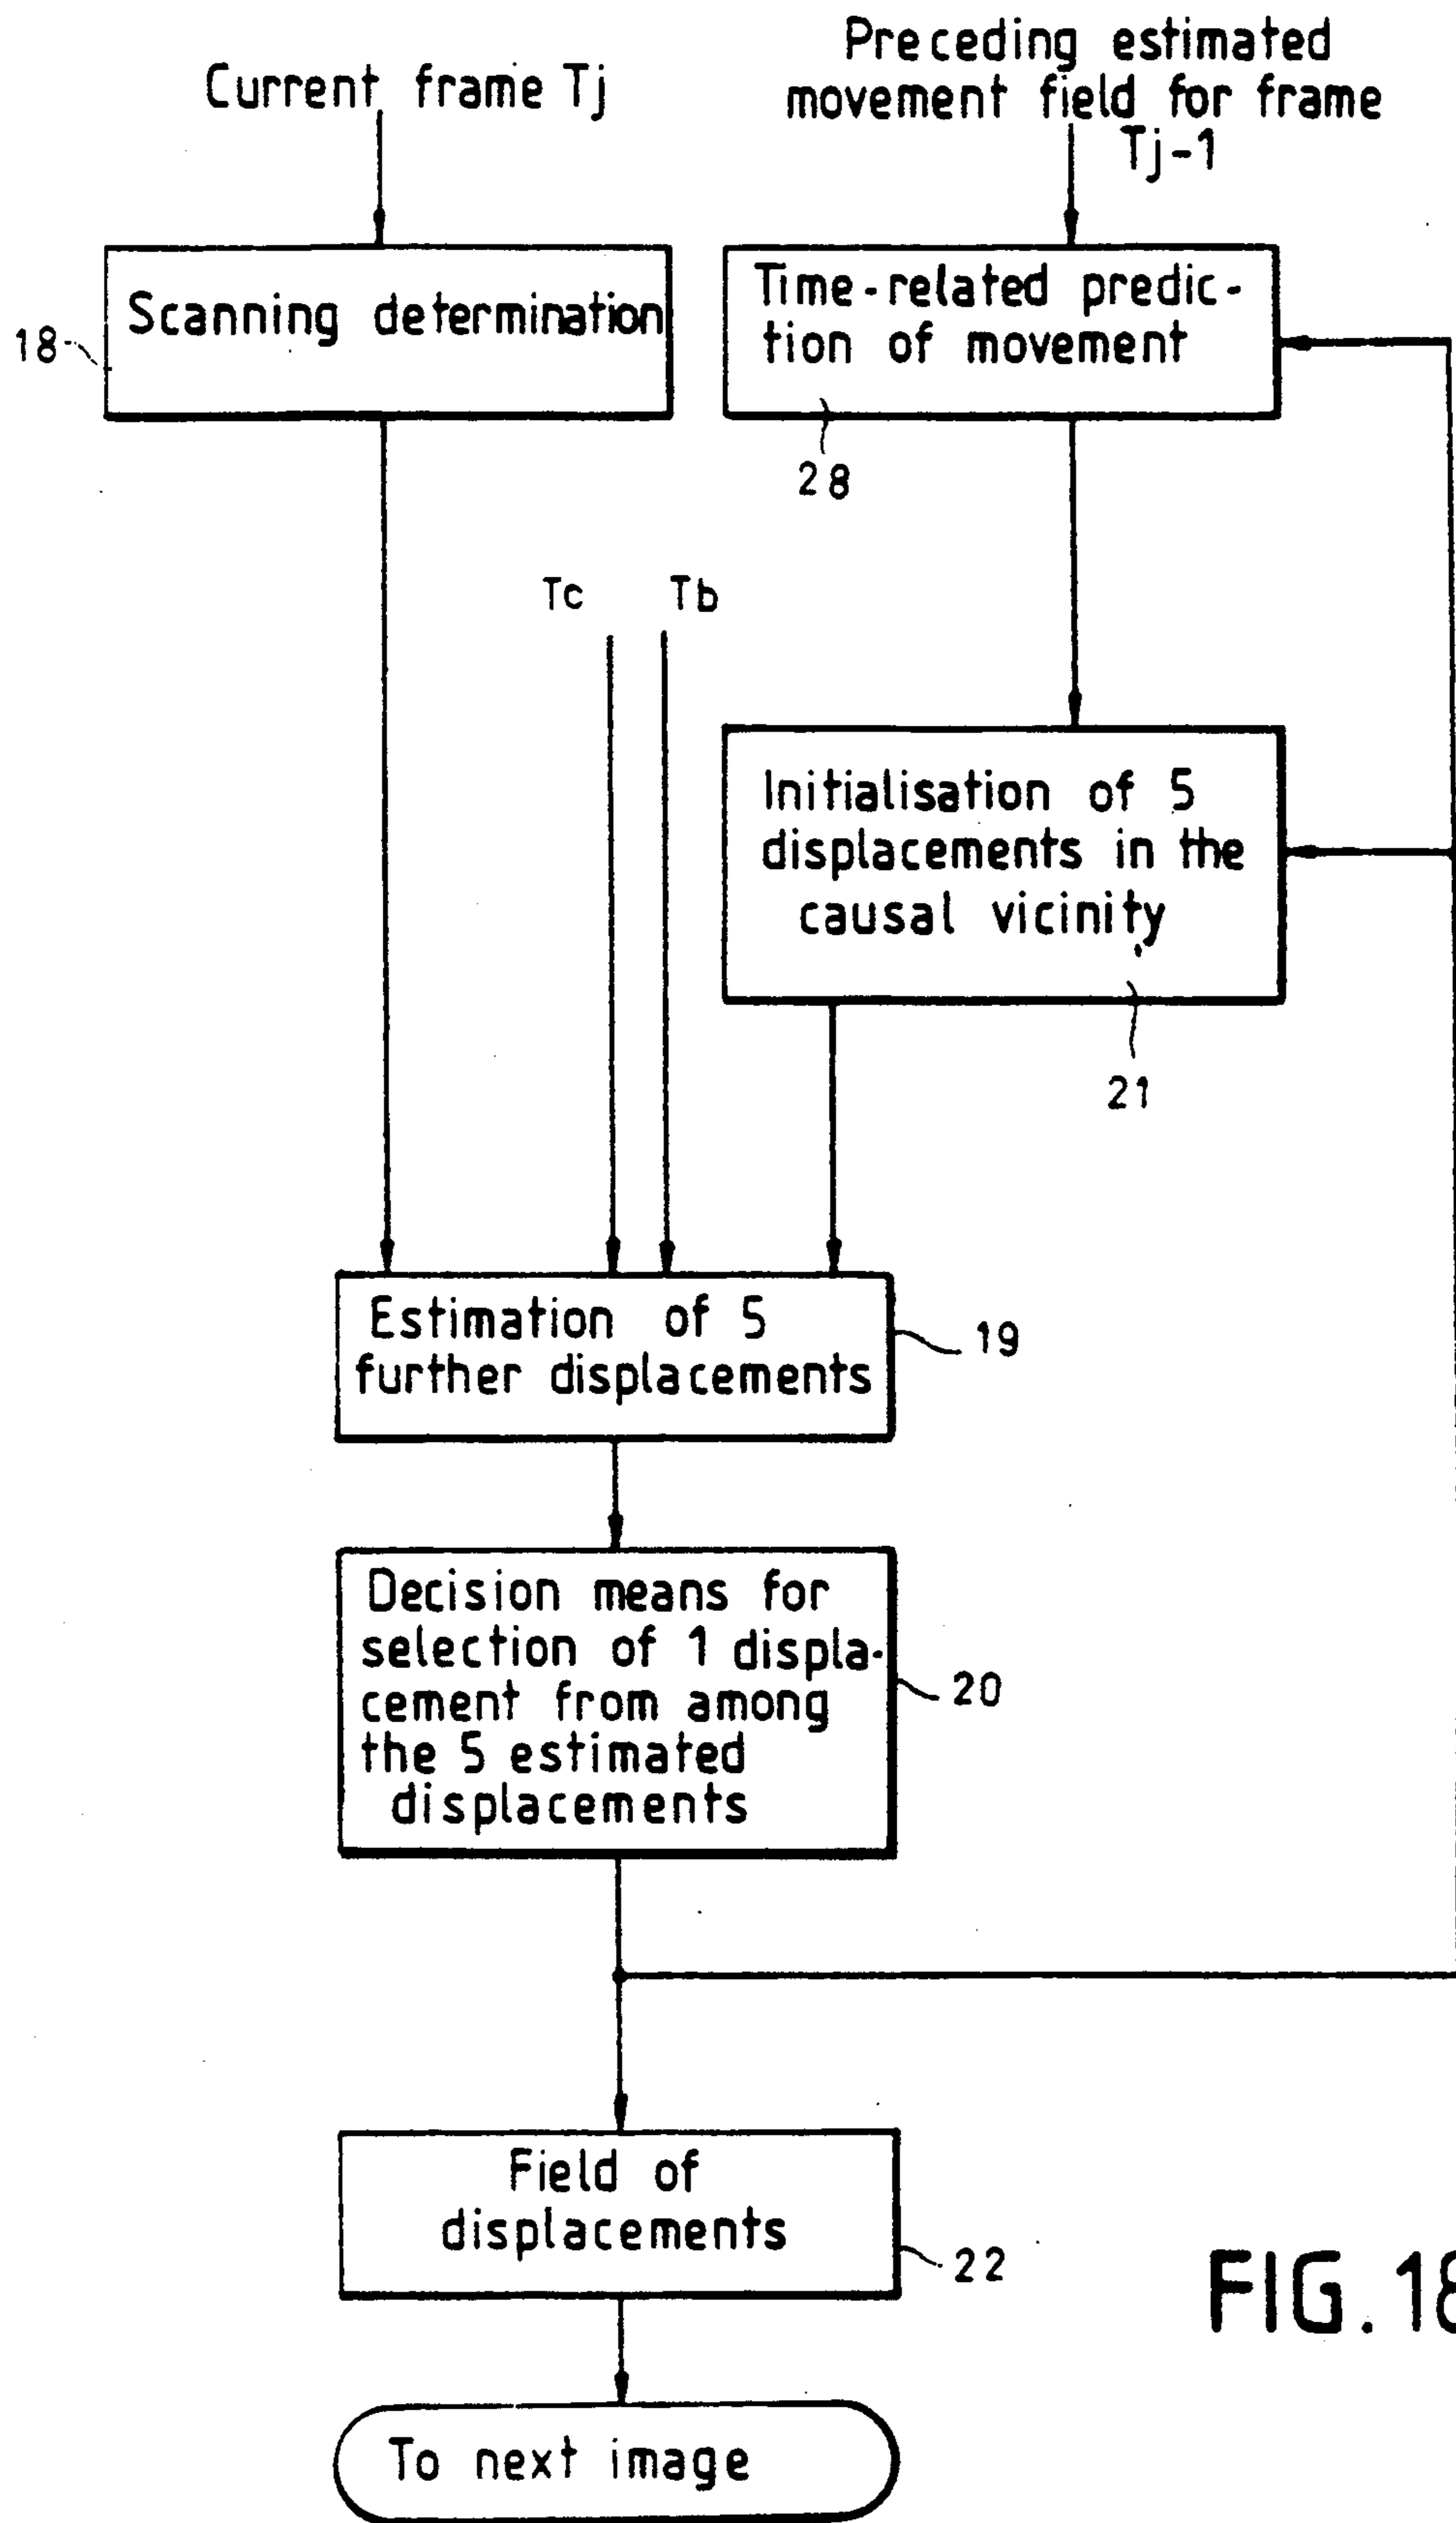 Current frame Tj
Preceding estimated
movement field for frame
Tj-1
Scanning determination
18
Time-related predic-
tion of movement
28
Tc
Tb
Initialisation of 5
displacements in the
causal vicinity
21
Estimation of 5
further displacements
19
Decision means for
selection of 1 displa-
cement from among
the 5 estimated
displacements
20
Field of
displacements
22
FIG.18
To next image